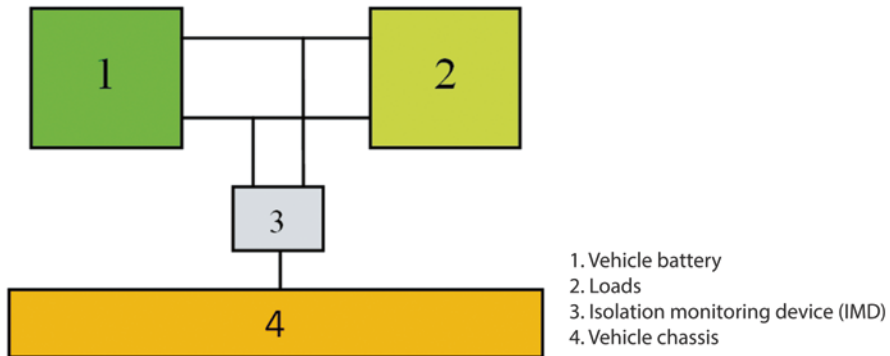 1
2
3
4
1. Vehicle battery
2. Loads
3. Isolation monitoring device (IMD)
4. Vehicle chassis